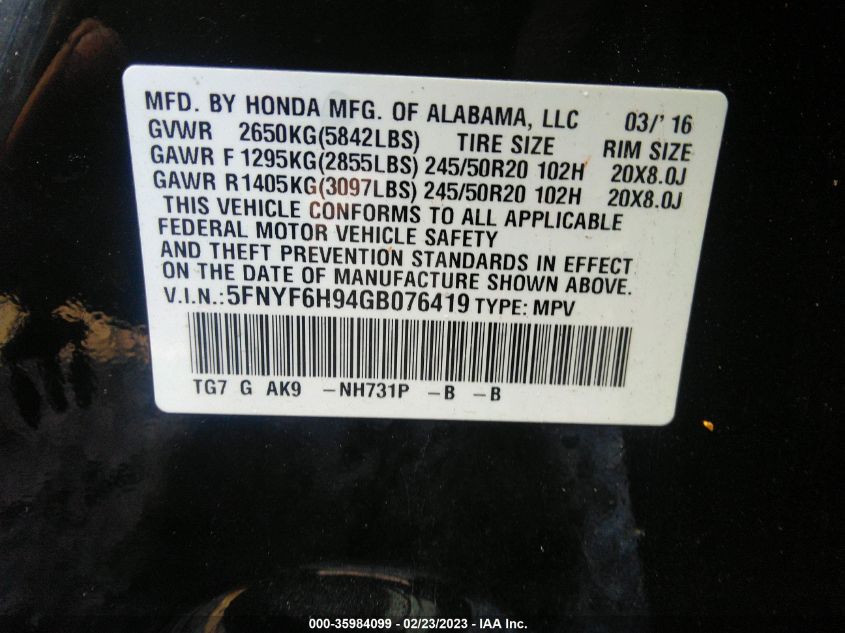 MFD. BY HONDA MFG. OF ALABAMA, LLC 03/' 16
GVWR 2650KG(5842LBS) TIRE SIZE RIM SIZE
GAWR F 1295KG(2855LBS) 245/50R20 102H 20X8.0J
GAWR R1405KG(3097LBS) 245/50R20 102H 20X8.0J
THIS VEHICLE CONFORMS TO ALL APPLICABLE
FEDERAL MOTOR VEHICLE SAFETY
AND THEFT PREVENTION STANDARDS IN EFFECT
ON THE DATE OF MANUFACTURE SHOWN ABOVE.
V.I.N.: 5FNYF6H94GB076419 TYPE: MPV
TG7 G AK9 -NH731P -B -B
000-35984099 - 02/23/2023 - IAA Inc.